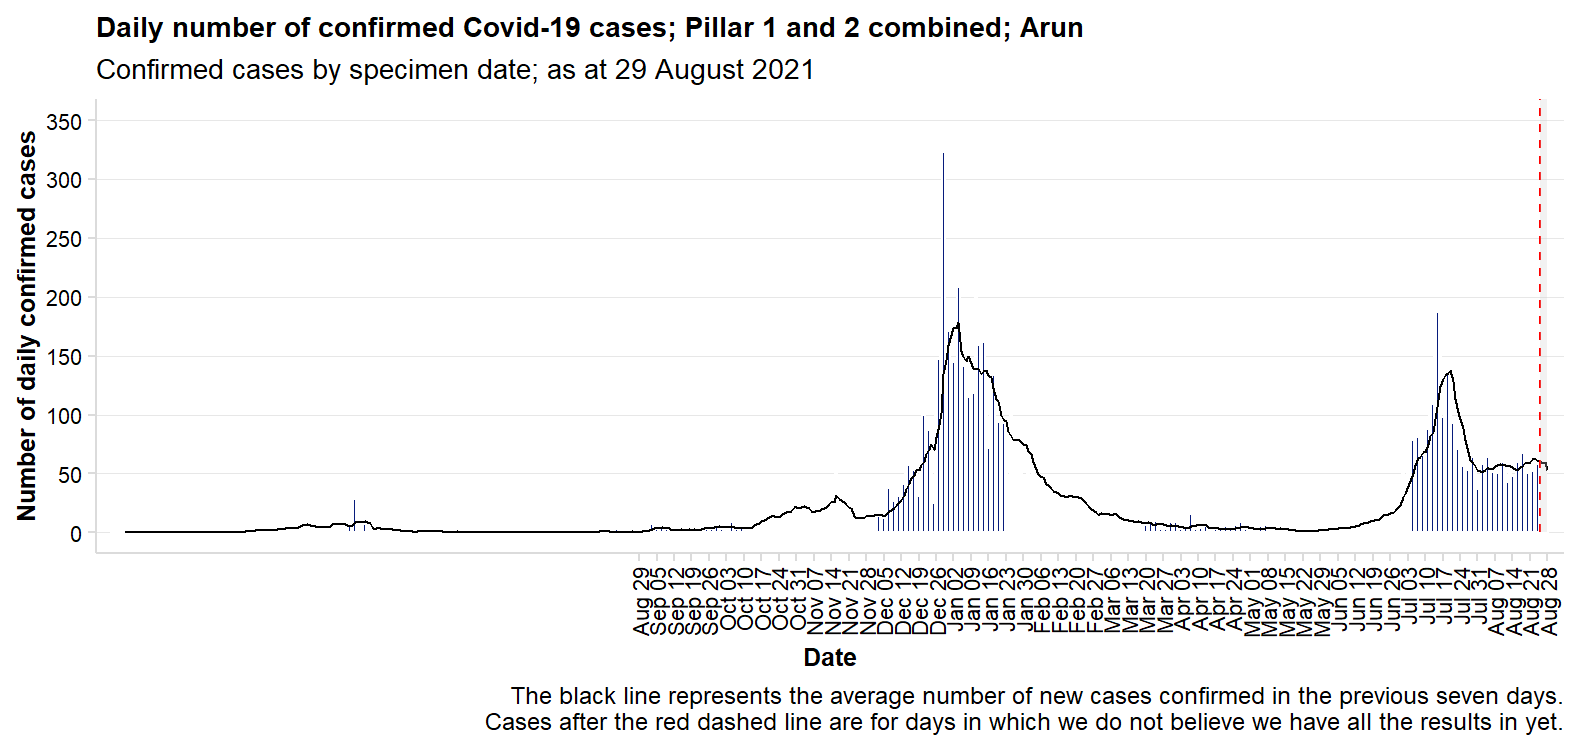 Daily number of confirmed Covid-19 cases; Pillar 1 and 2 combined; Arun
Confirmed cases by specimen date; as at 29 August 2021
Number of daily confirmed cases
350
300
250
200
150
100
50
0
Aug 29
Sep 05
Sep 12
Sep 19
Sep 26
Oct 03
Oct 10
Oct 17
Oct 24
Oct 31
Nov 07
Nov 14
Nov 21
Nov 28
Dec 05
Dec 12
Dec 19
Dec 26
Jan 02
Jan 09
Jan 16
Jan 23
Jan 30
Feb 06
Feb 13
Feb 20
Feb 27
Mar 06
Mar 13
Mar 20
Mar 27
Apr 03
Apr 10
Apr 17
Apr 24
May 01
May 08
May 15
May 22
May 29
Jun 05
Jun 12
Jun 19
Jun 26
Jul 03
Jul 10
Jul 17
Jul 24
Jul 31
Aug 07
Aug 14
Aug 21
Aug 28
Date
The black line represents the average number of new cases confirmed in the previous seven days.
Cases after the red dashed line are for days in which we do not believe we have all the results in yet.